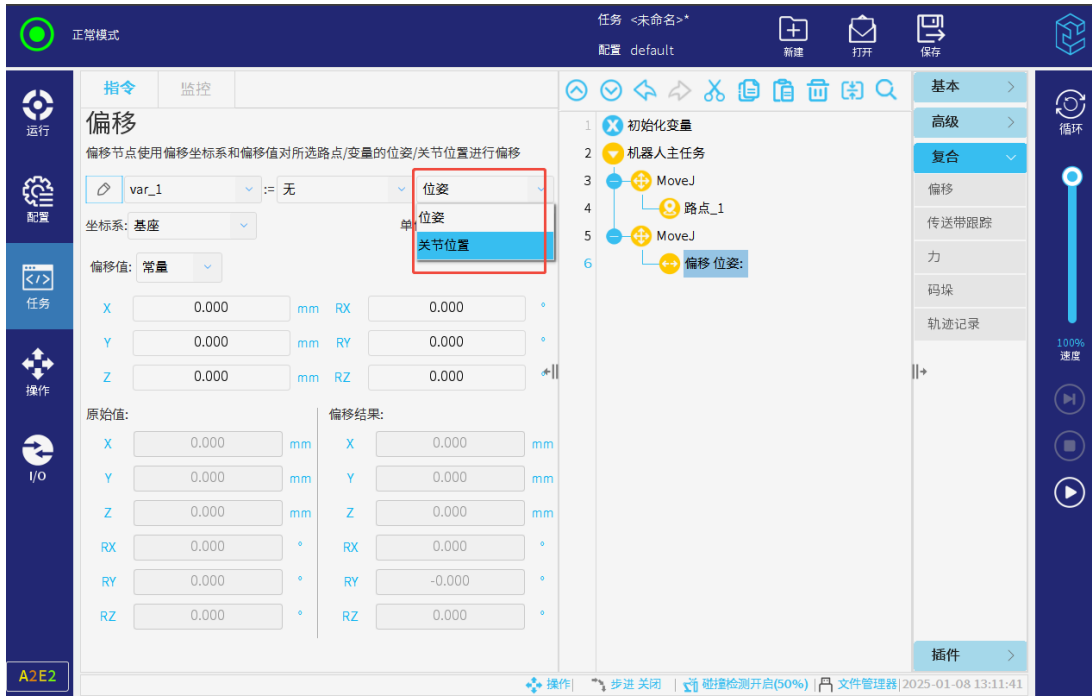 正常模式
任务 <未命名>*
配置 default
新建
打开
保存
运行
配置
任务
操作
I/O
A2E2
指令
监控
偏移
偏移节点使用偏移坐标系和偏移值对所选路点/变量的位姿/关节位置进行偏移
var_1 := 无 位姿
位姿
关节位置
坐标系: 基座 单
偏移值: 常量
X 0.000 mm RX 0.000 °
Y 0.000 mm RY 0.000 °
Z 0.000 mm RZ 0.000 °
原始值: 偏移结果:
X 0.000 mm X 0.000 mm
Y 0.000 mm Y 0.000 mm
Z 0.000 mm Z 0.000 mm
RX 0.000 ° RX 0.000 °
RY 0.000 ° RY -0.000 °
RZ 0.000 ° RZ 0.000 °
1 初始化变量
2 机器人主任务
3 MoveJ
4 路点_1
5 MoveJ
6 偏移 位姿:
基本
高级
复合
偏移
传送带跟踪
力
码垛
轨迹记录
插件
循环
100%
速度
操作| 步进 关闭 | 碰撞检测开启(50%) | 文件管理器| 2025-01-08 13:11:41